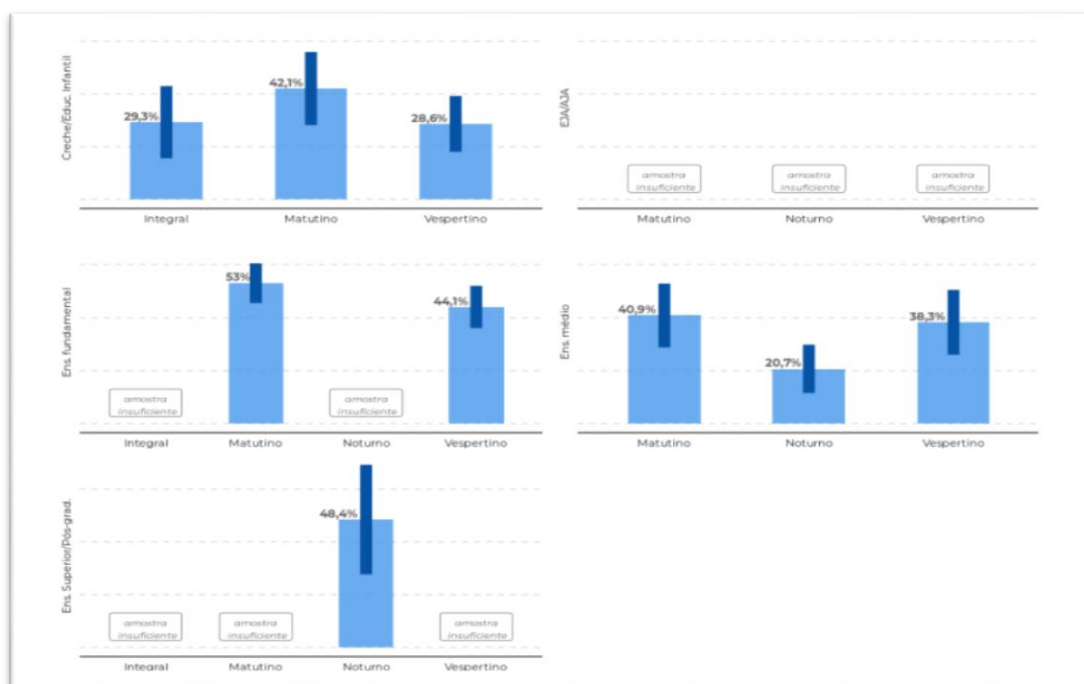 Creche/Educ. Infantil
29,3%
42,1%
28,6%
Integral
Matutino
Vespertino
EJA/AJA
amostra
insuficiente
amostra
insuficiente
amostra
insuficiente
Matutino
Noturno
Vespertino
Ens. fundamental
amostra
insuficiente
53%
amostra
insuficiente
44,1%
Integral
Matutino
Noturno
Vespertino
Ens. médio
40,9%
20,7%
38,3%
Matutino
Noturno
Vespertino
Ens. Superior/Pós-grad.
amostra
insuficiente
amostra
insuficiente
48,4%
amostra
insuficiente
Integral
Matutino
Noturno
Vespertino